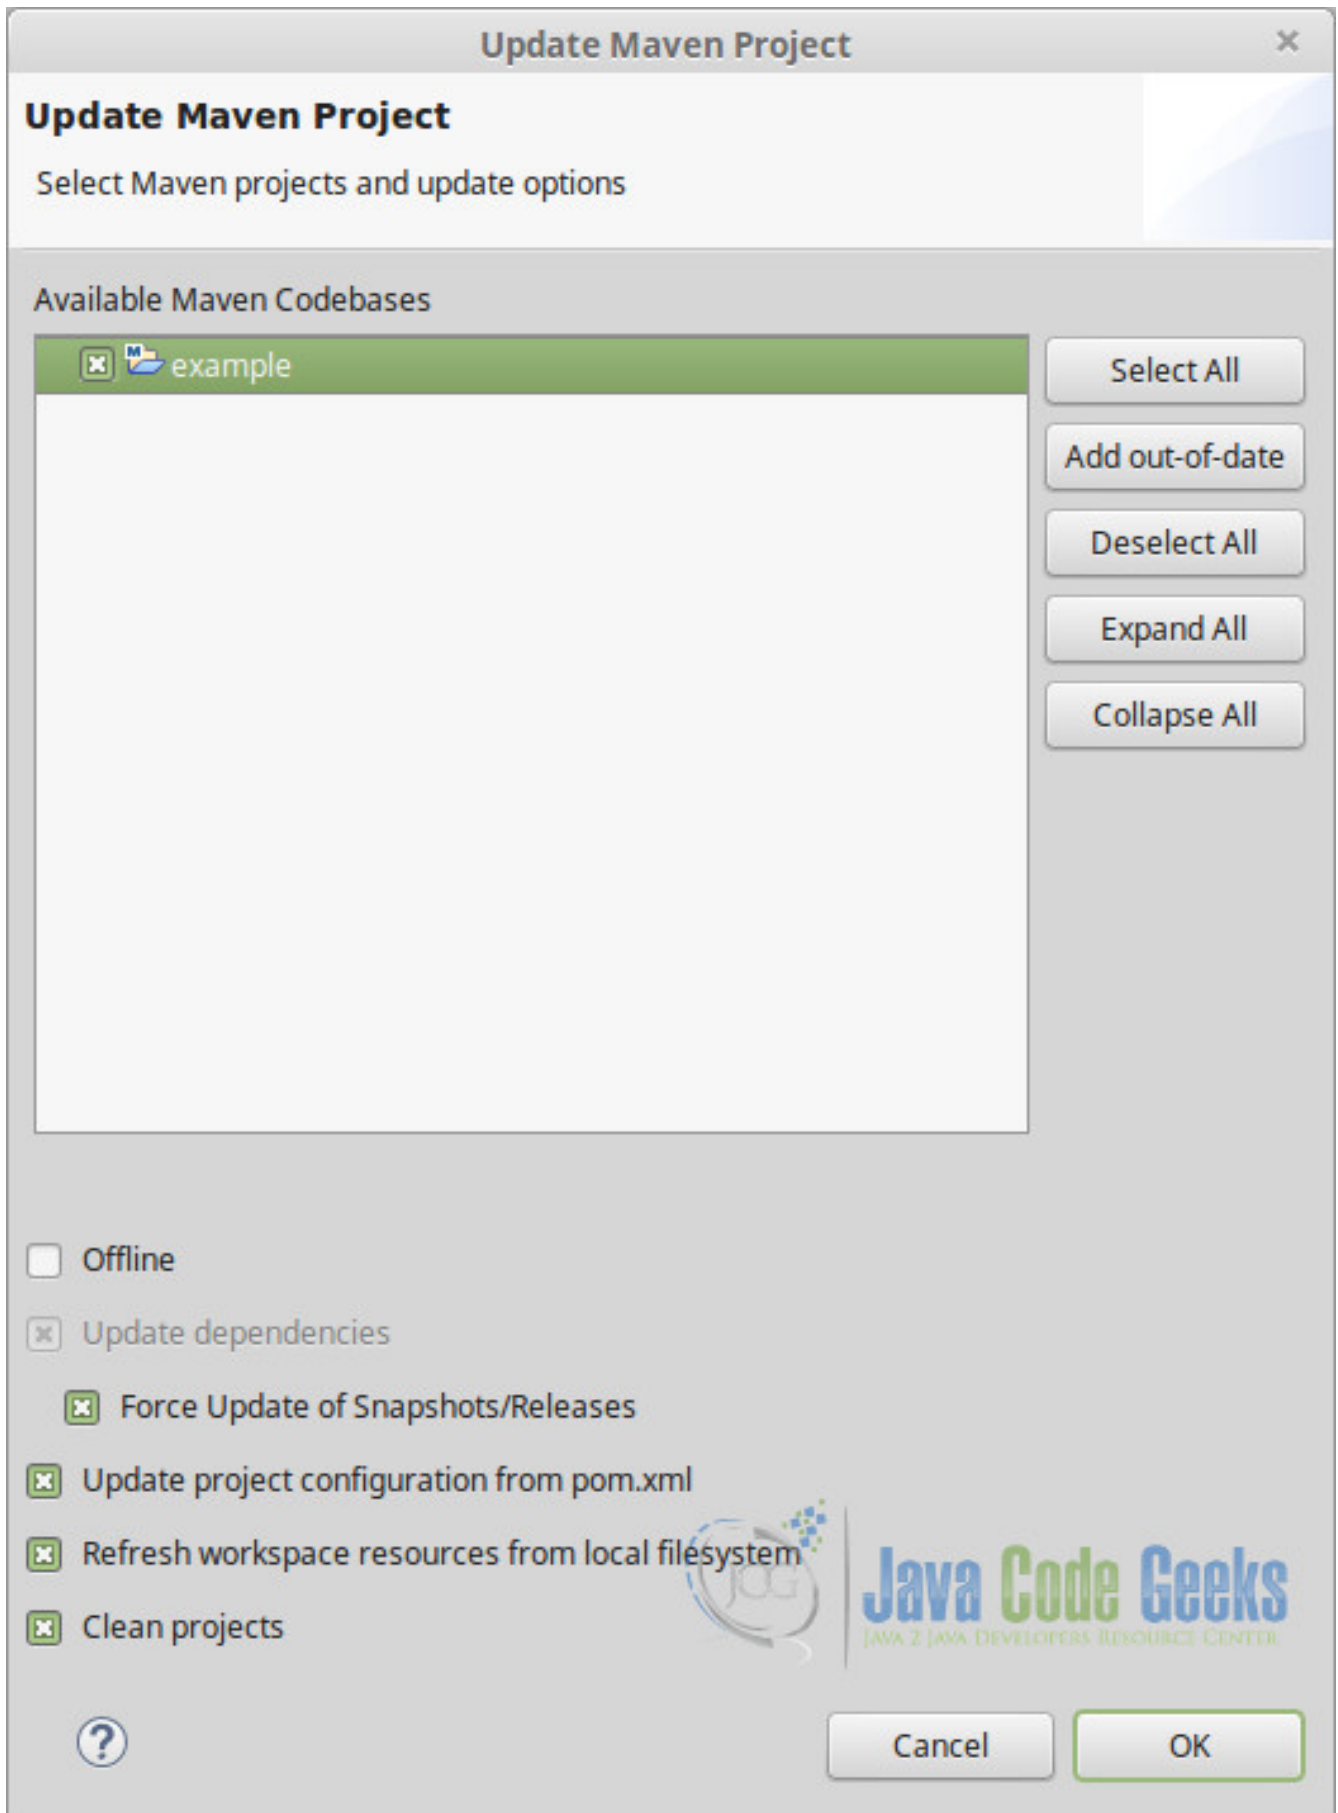 Update Maven Project
Update Maven Project
Select Maven projects and update options
Available Maven Codebases
example
Select All
Add out-of-date
Deselect All
Expand All
Collapse All
Offline
Update dependencies
Force Update of Snapshots/Releases
Update project configuration from pom.xml
Refresh workspace resources from local filesystem
Clean projects
JCG
Java Code Geeks
JAVA 2 JAVA DEVELOPERS RESOURCE CENTER
?
Cancel
OK